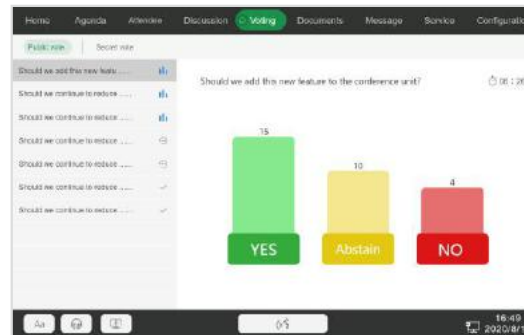 Home Agenda Attendee Discussion Voting Documents Message Service Configuratio
Public vote Secret vote
Should we add this new featu ......
Should we continue to reduce ......
Should we continue to reduce ......
Should we continue to reduce ......
Should we continue to reduce ......
Should we continue to reduce ......
Should we continue to reduce ......
Should we add this new feature to the conference unit?
15
10
4
YES Abstain NO
Aa
16:49
2020/8/1